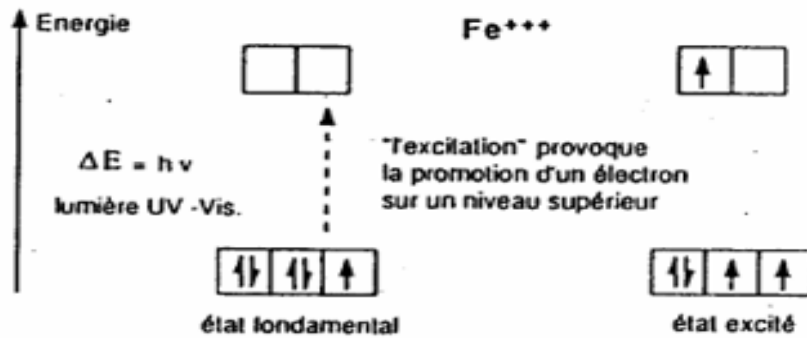 Energie
Fe+++
ΔE = hν
lumière UV -Vis.
"l'excitation" provoque
la promotion d'un électron
sur un niveau supérieur
état fondamental
état excité